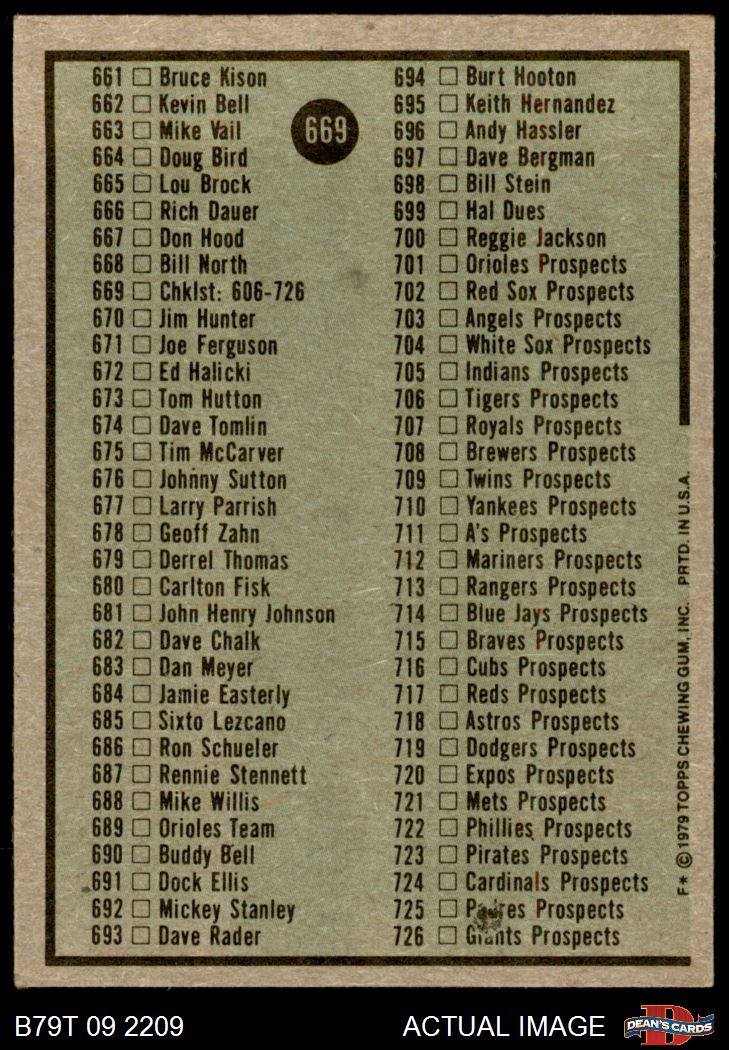 661 □ Bruce Kison
662 □ Kevin Bell
663 □ Mike Vail
664 □ Doug Bird
665 □ Lou Brock
666 □ Rich Dauer
667 □ Don Hood
668 □ Bill North
669 □ Chklst: 606-726
670 □ Jim Hunter
671 □ Joe Ferguson
672 □ Ed Halicki
673 □ Tom Hutton
674 □ Dave Tomlin
675 □ Tim McCarver
676 □ Johnny Sutton
677 □ Larry Parrish
678 □ Geoff Zahn
679 □ Derrel Thomas
680 □ Carlton Fisk
681 □ John Henry Johnson
682 □ Dave Chalk
683 □ Dan Meyer
684 □ Jamie Easterly
685 □ Sixto Lezcano
686 □ Ron Schueler
687 □ Rennie Stennett
688 □ Mike Willis
689 □ Orioles Team
690 □ Buddy Bell
691 □ Dock Ellis
692 □ Mickey Stanley
693 □ Dave Rader
669
694 □ Burt Hooton
695 □ Keith Hernandez
696 □ Andy Hassler
697 □ Dave Bergman
698 □ Bill Stein
699 □ Hal Dues
700 □ Reggie Jackson
701 □ Orioles Prospects
702 □ Red Sox Prospects
703 □ Angels Prospects
704 □ White Sox Prospects
705 □ Indians Prospects
706 □ Tigers Prospects
707 □ Royals Prospects
708 □ Brewers Prospects
709 □ Twins Prospects
710 □ Yankees Prospects
711 □ A's Prospects
712 □ Mariners Prospects
713 □ Rangers Prospects
714 □ Blue Jays Prospects
715 □ Braves Prospects
716 □ Cubs Prospects
717 □ Reds Prospects
718 □ Astros Prospects
719 □ Dodgers Prospects
720 □ Expos Prospects
721 □ Mets Prospects
722 □ Phillies Prospects
723 □ Pirates Prospects
724 □ Cardinals Prospects
725 □ Padres Prospects
726 □ Giants Prospects
F* © 1979 TOPPS CHEWING GUM, INC. PRTD. IN U.S.A.
B79T 09 2209
ACTUAL IMAGE
DEAN'S CARDS